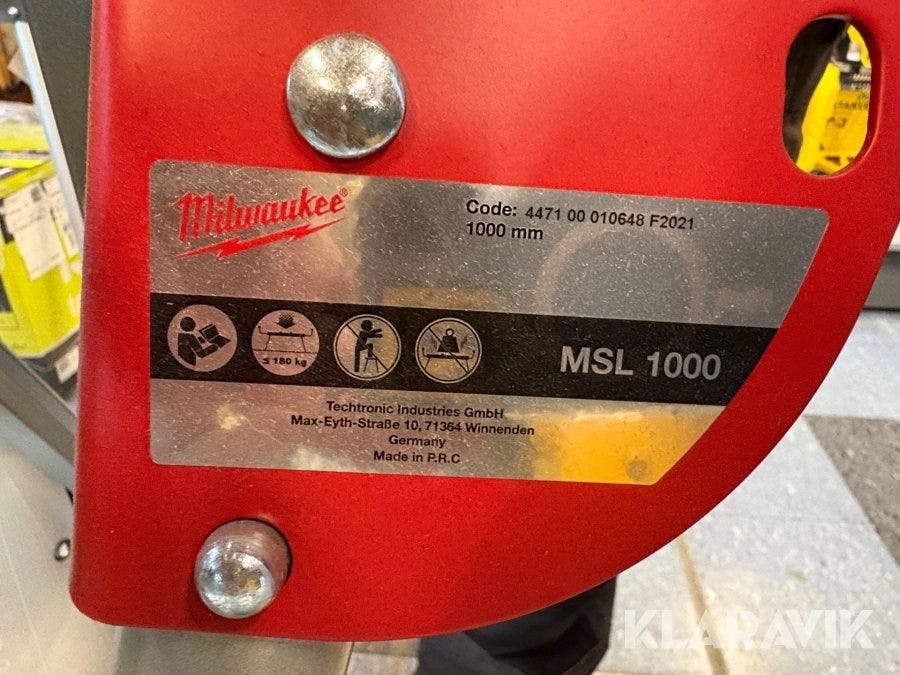 Milwaukee®
Code: 4471 00 010648 F2021
1000 mm
≤ 180 kg
MSL 1000
Techtronic Industries GmbH
Max-Eyth-Straße 10, 71364 Winnenden
Germany
Made in P.R.C
KLARAVIK